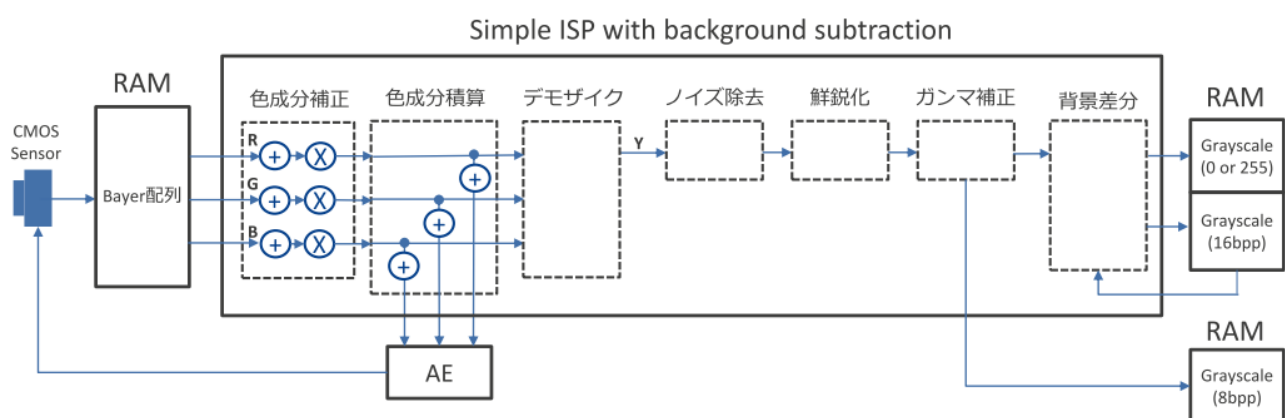 Simple ISP with background subtraction
RAM
CMOS
Sensor
Bayer配列
色成分補正
色成分積算
デモザイク
ノイズ除去
鮮鋭化
ガンマ補正
背景差分
R
+
X
G
+
X
B
+
X
+
+
+
Y
AE
RAM
Grayscale
(0 or 255)
Grayscale
(16bpp)
RAM
Grayscale
(8bpp)